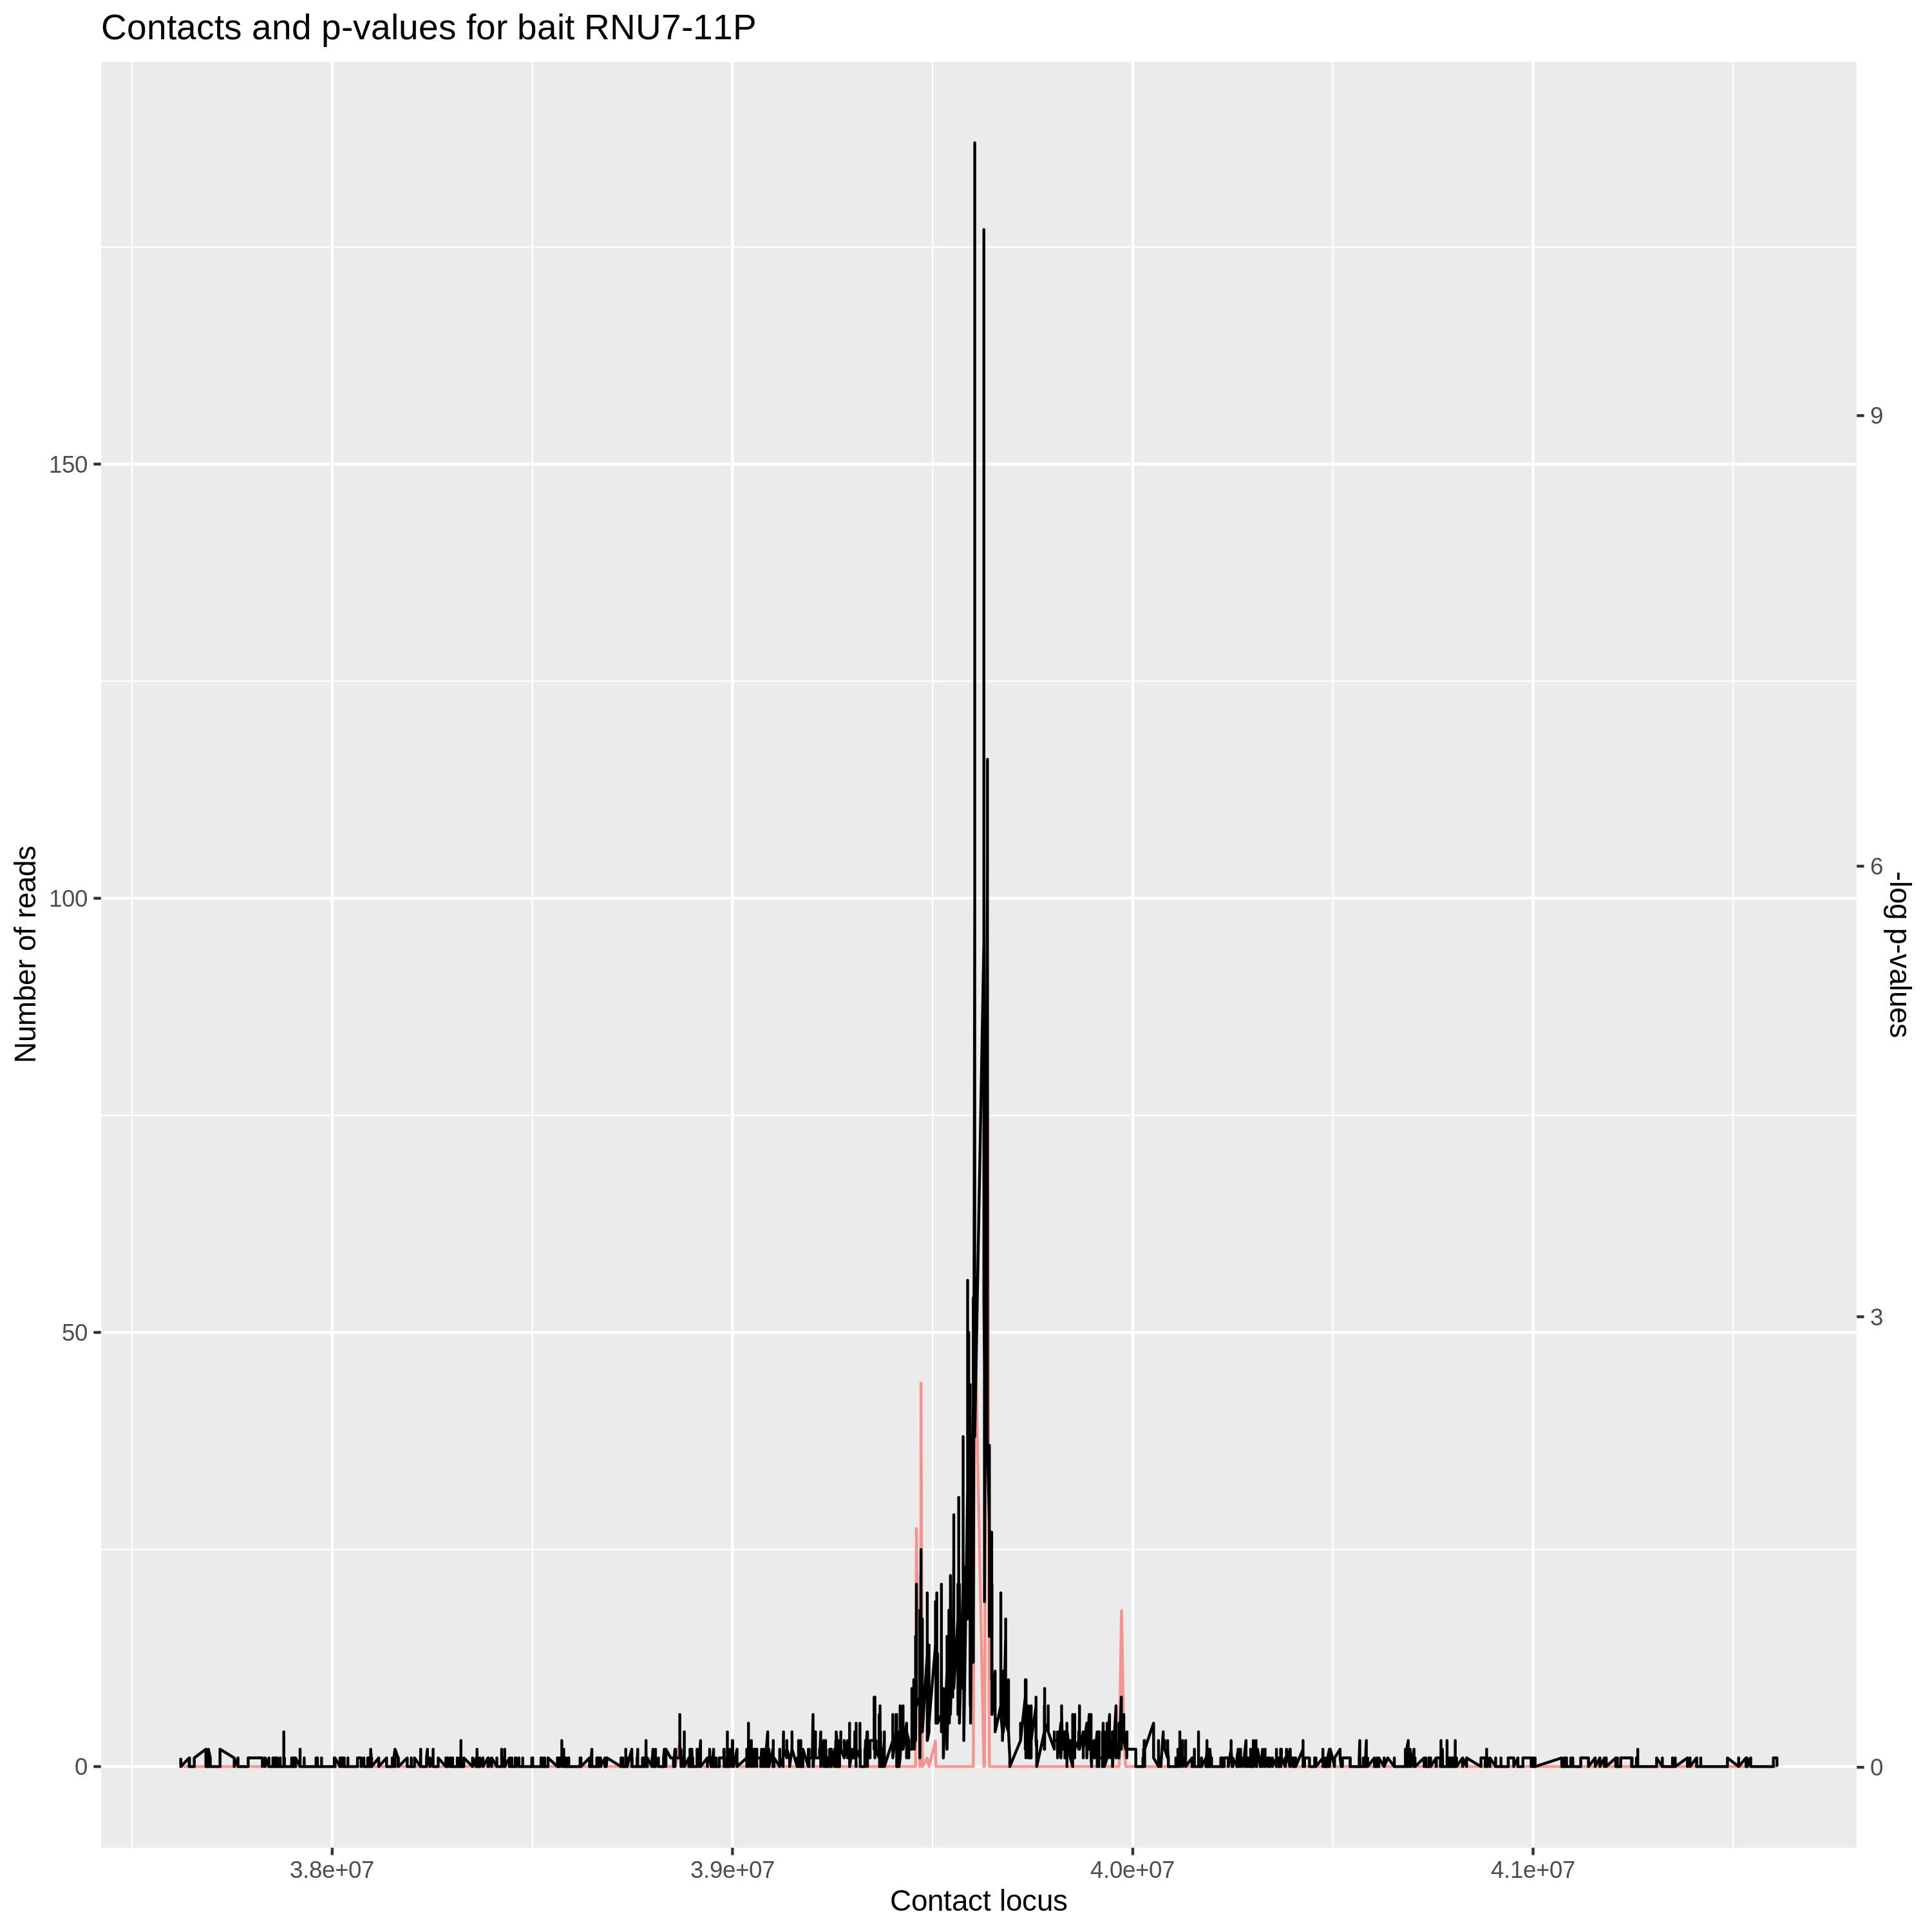 Contacts and p-values for bait RNU7-11P
150
100
50
0
9
6
3
0
Number of reads
-log p-values
3.8e+07
3.9e+07
4.0e+07
4.1e+07
Contact locus